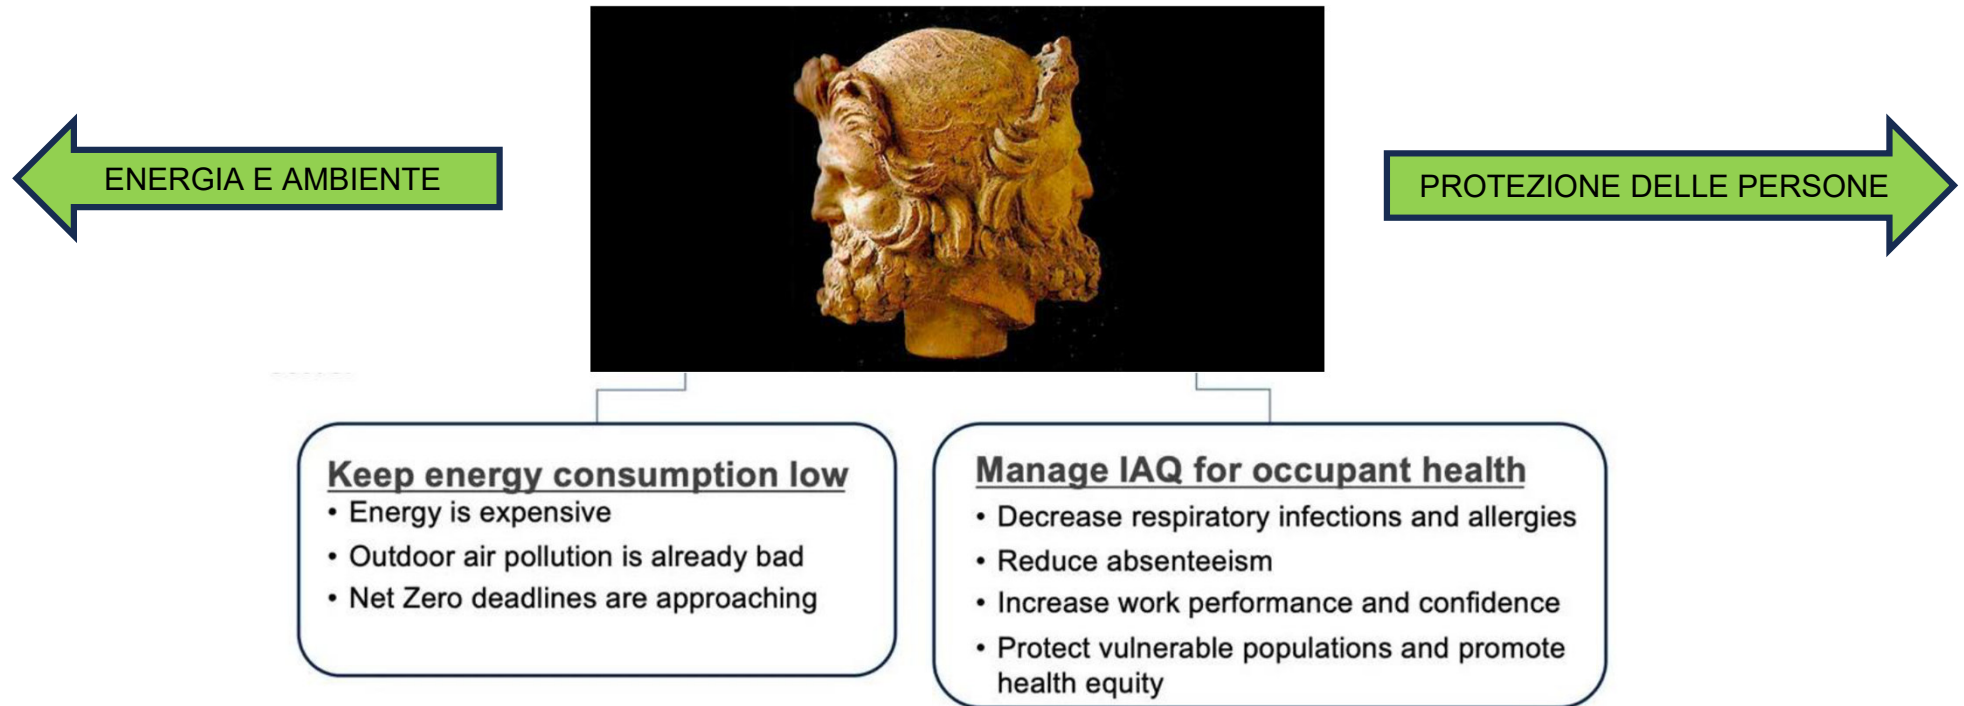 ENERGIA E AMBIENTE
PROTEZIONE DELLE PERSONE
Keep energy consumption low
• Energy is expensive
• Outdoor air pollution is already bad
• Net Zero deadlines are approaching
Manage IAQ for occupant health
• Decrease respiratory infections and allergies
• Reduce absenteeism
• Increase work performance and confidence
• Protect vulnerable populations and promote
health equity